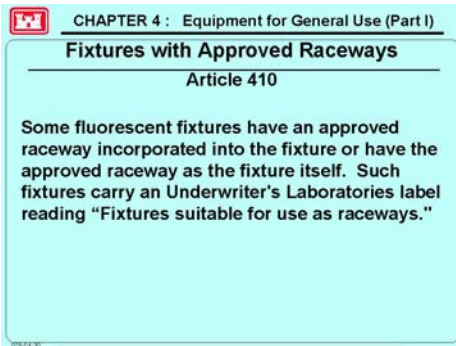 CHAPTER 4 : Equipment for General Use (Part I)
Fixtures with Approved Raceways
Article 410
Some fluorescent fixtures have an approved
raceway incorporated into the fixture or have the
approved raceway as the fixture itself. Such
fixtures carry an Underwriter's Laboratories label
reading “Fixtures suitable for use as raceways."